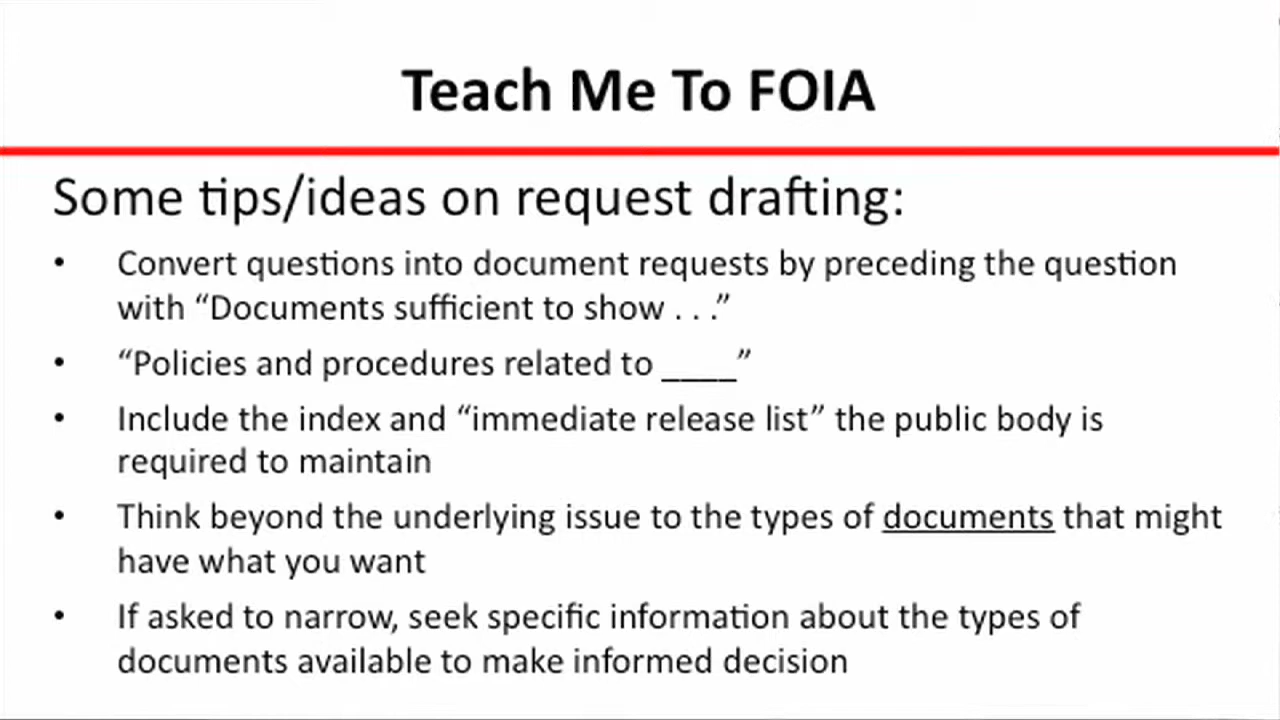 Teach Me To FOIA
Some tips/ideas on request drafting:
• Convert questions into document requests by preceding the question
with “Documents sufficient to show . . .”
• “Policies and procedures related to ____”
• Include the index and “immediate release list” the public body is
required to maintain
• Think beyond the underlying issue to the types of documents that might
have what you want
• If asked to narrow, seek specific information about the types of
documents available to make informed decision